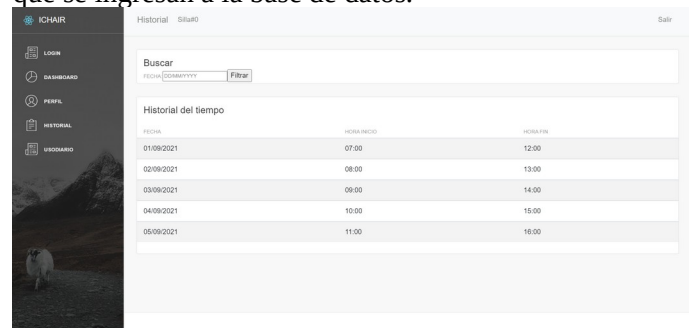 que se ingresan a la base de datos.
ICHAIR
Historial Silla#0 Salir
LOGIN
DASHBOARD
PERFIL
HISTORIAL
USODIARIO
Buscar
FECHA DD/MM/YYYY Filtrar
Historial del tiempo
FECHA HORA INICIO HORA FIN
01/09/2021 07:00 12:00
02/09/2021 08:00 13:00
03/09/2021 09:00 14:00
04/09/2021 10:00 15:00
05/09/2021 11:00 16:00